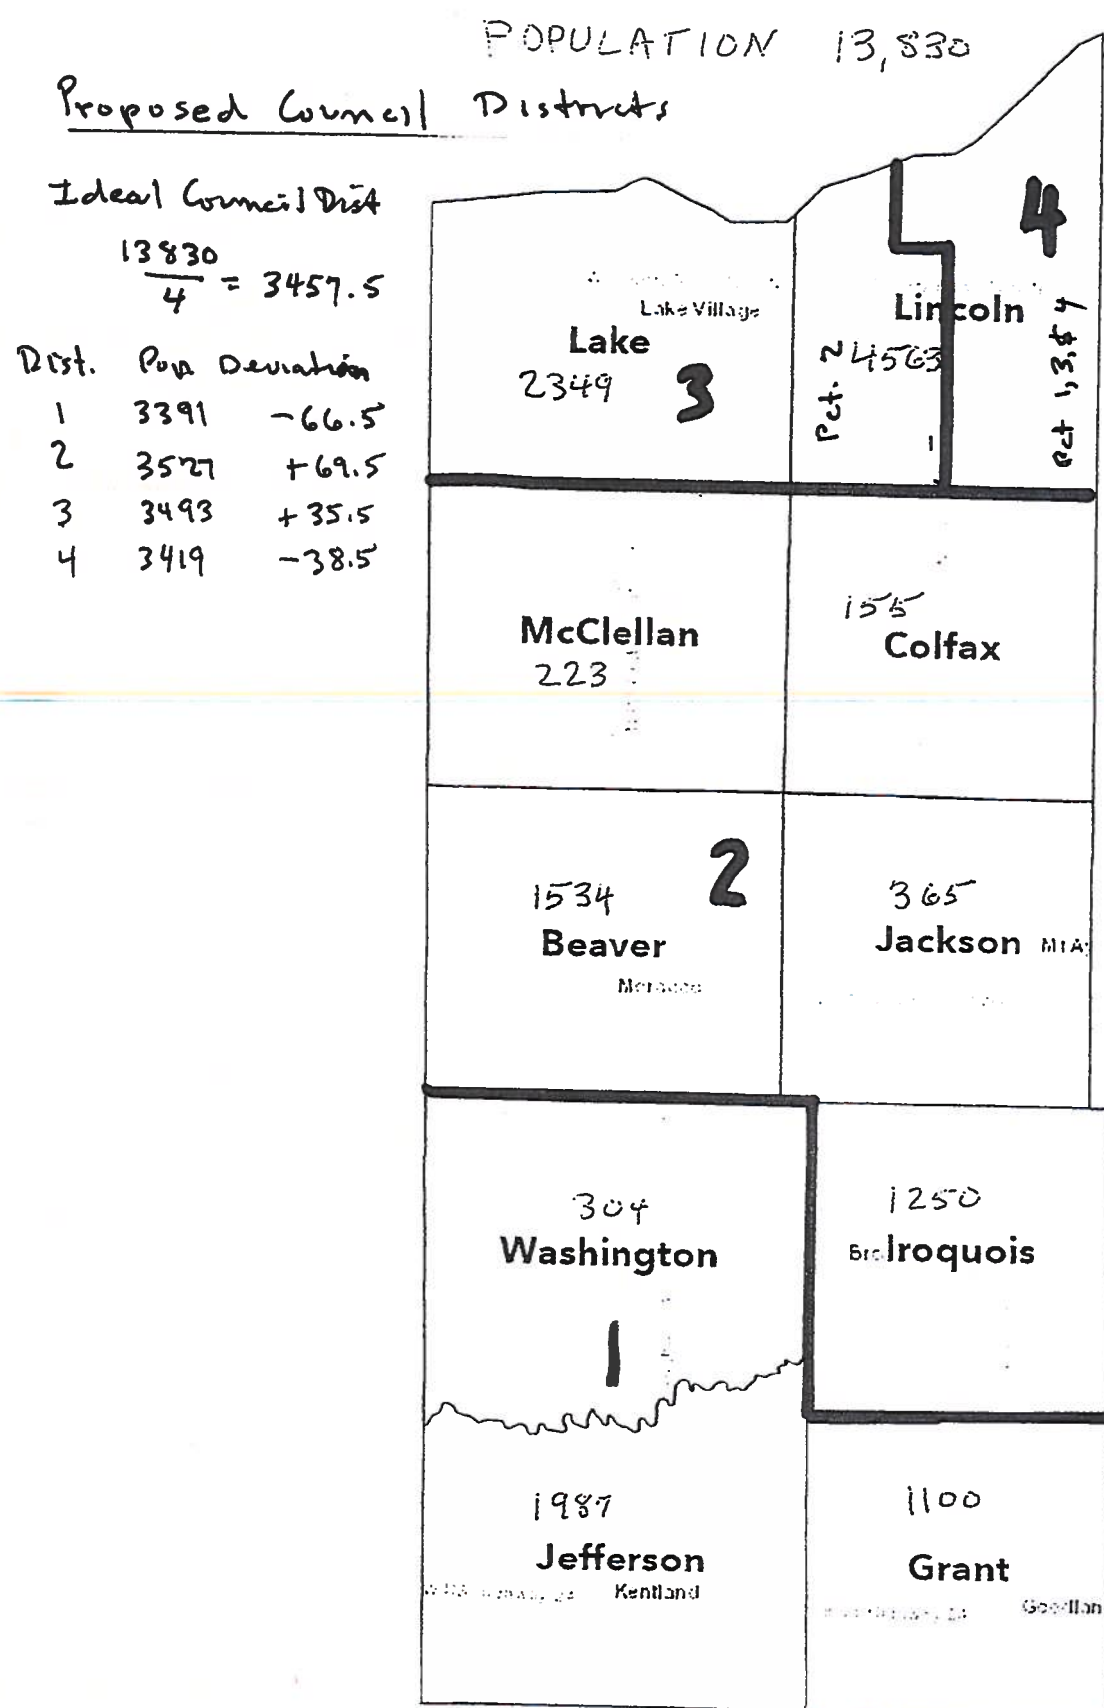 POPULATION 13,830
Proposed Council Districts
Ideal Council Dist
13830
4
= 3457.5
Dist. Pop Deviation
1 3391 -66.5
2 3527 +69.5
3 3493 +35.5
4 3419 -38.5
4
Lake Village
Lake
2349
3
Lincoln
4563
Pct. 2
Pct 1, 3, & 4
McClellan
223
155
Colfax
1534
2
Beaver
365
Jackson
Mt A
304
Washington
1
1250
Iroquois
1987
Jefferson
Kentland
1100
Grant